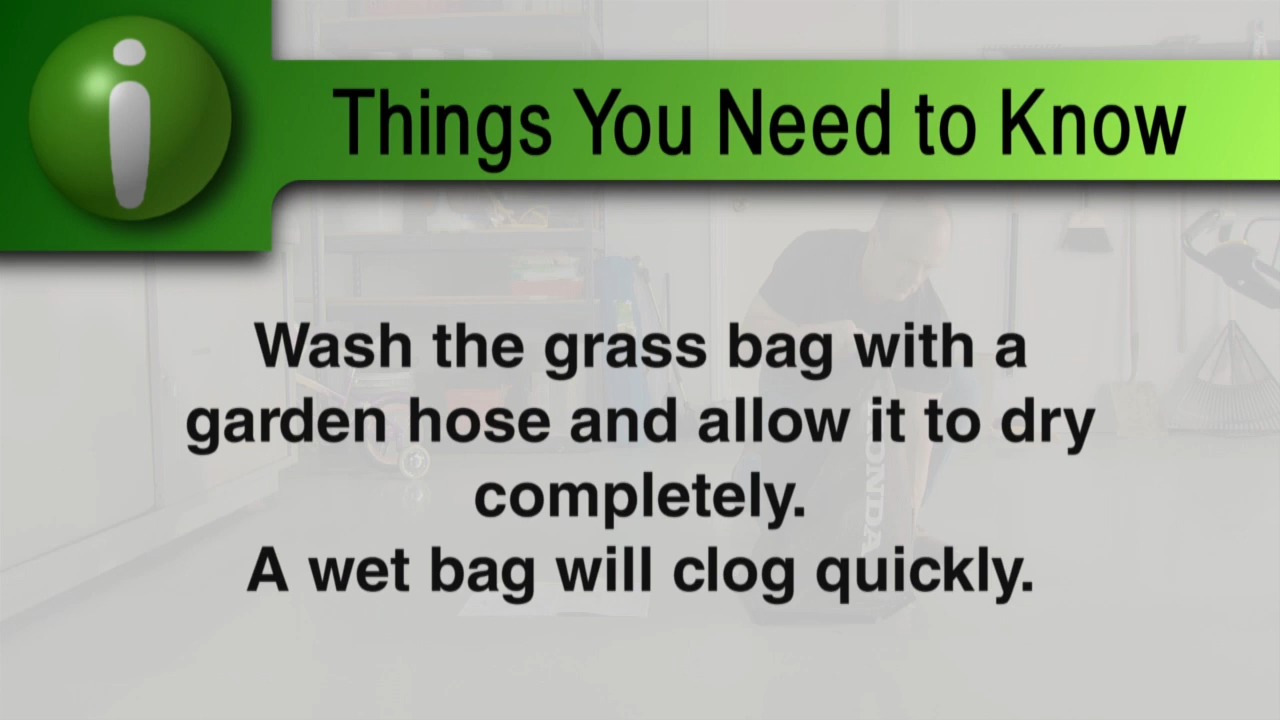 Things You Need to Know
Wash the grass bag with a
garden hose and allow it to dry
completely.
A wet bag will clog quickly.
HONDA